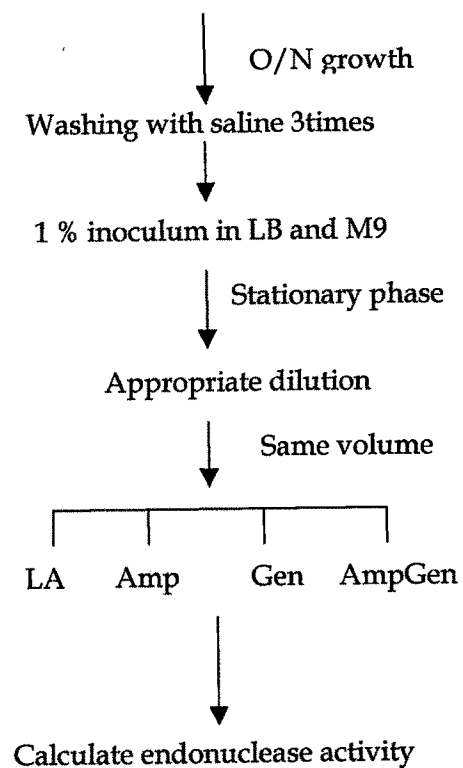 O/N growth
Washing with saline 3times
1 % inoculum in LB and M9
Stationary phase
Appropriate dilution
Same volume
LA Amp Gen AmpGen
Calculate endonuclease activity